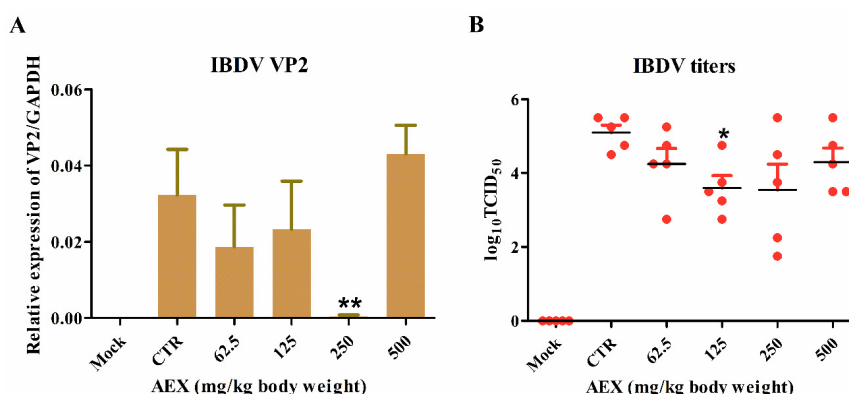 A
IBDV VP2
Relative expression of VP2/GAPDH
0.06
0.04
0.02
0.00
**
Mock
CTR
62.5
125
250
500
AEX (mg/kg body weight)
B
IBDV titers
log10TCID50
6
4
2
0
*
Mock
CTR
62.5
125
250
500
AEX (mg/kg body weight)